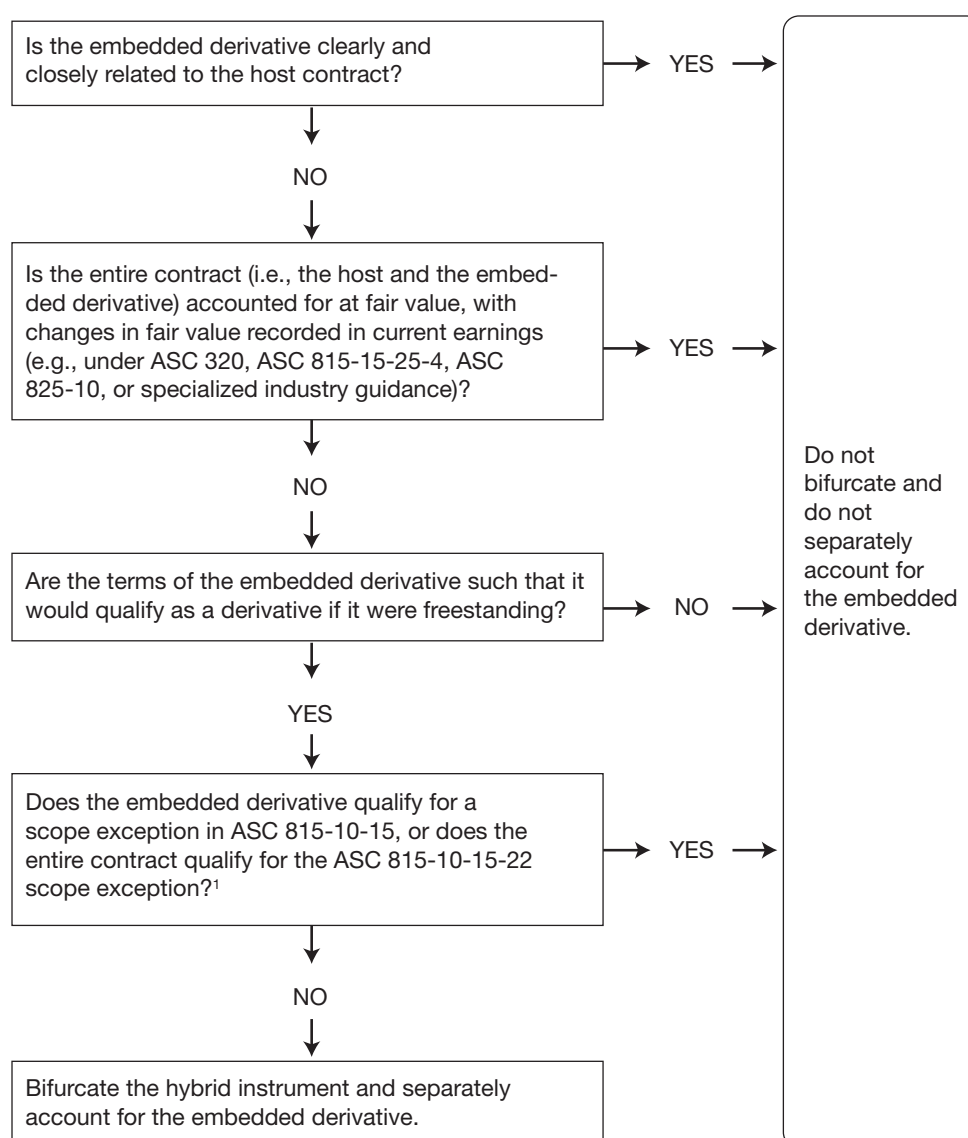 Is the embedded derivative clearly and
closely related to the host contract?
YES
NO
Is the entire contract (i.e., the host and the embed-
ded derivative) accounted for at fair value, with
changes in fair value recorded in current earnings
(e.g., under ASC 320, ASC 815-15-25-4, ASC
825-10, or specialized industry guidance)?
YES
NO
Are the terms of the embedded derivative such that it
would qualify as a derivative if it were freestanding?
NO
YES
Does the embedded derivative qualify for a
scope exception in ASC 815-10-15, or does the
entire contract qualify for the ASC 815-10-15-22
scope exception?¹
YES
NO
Bifurcate the hybrid instrument and separately
account for the embedded derivative.
Do not
bifurcate and
do not
separately
account for
the embedded
derivative.